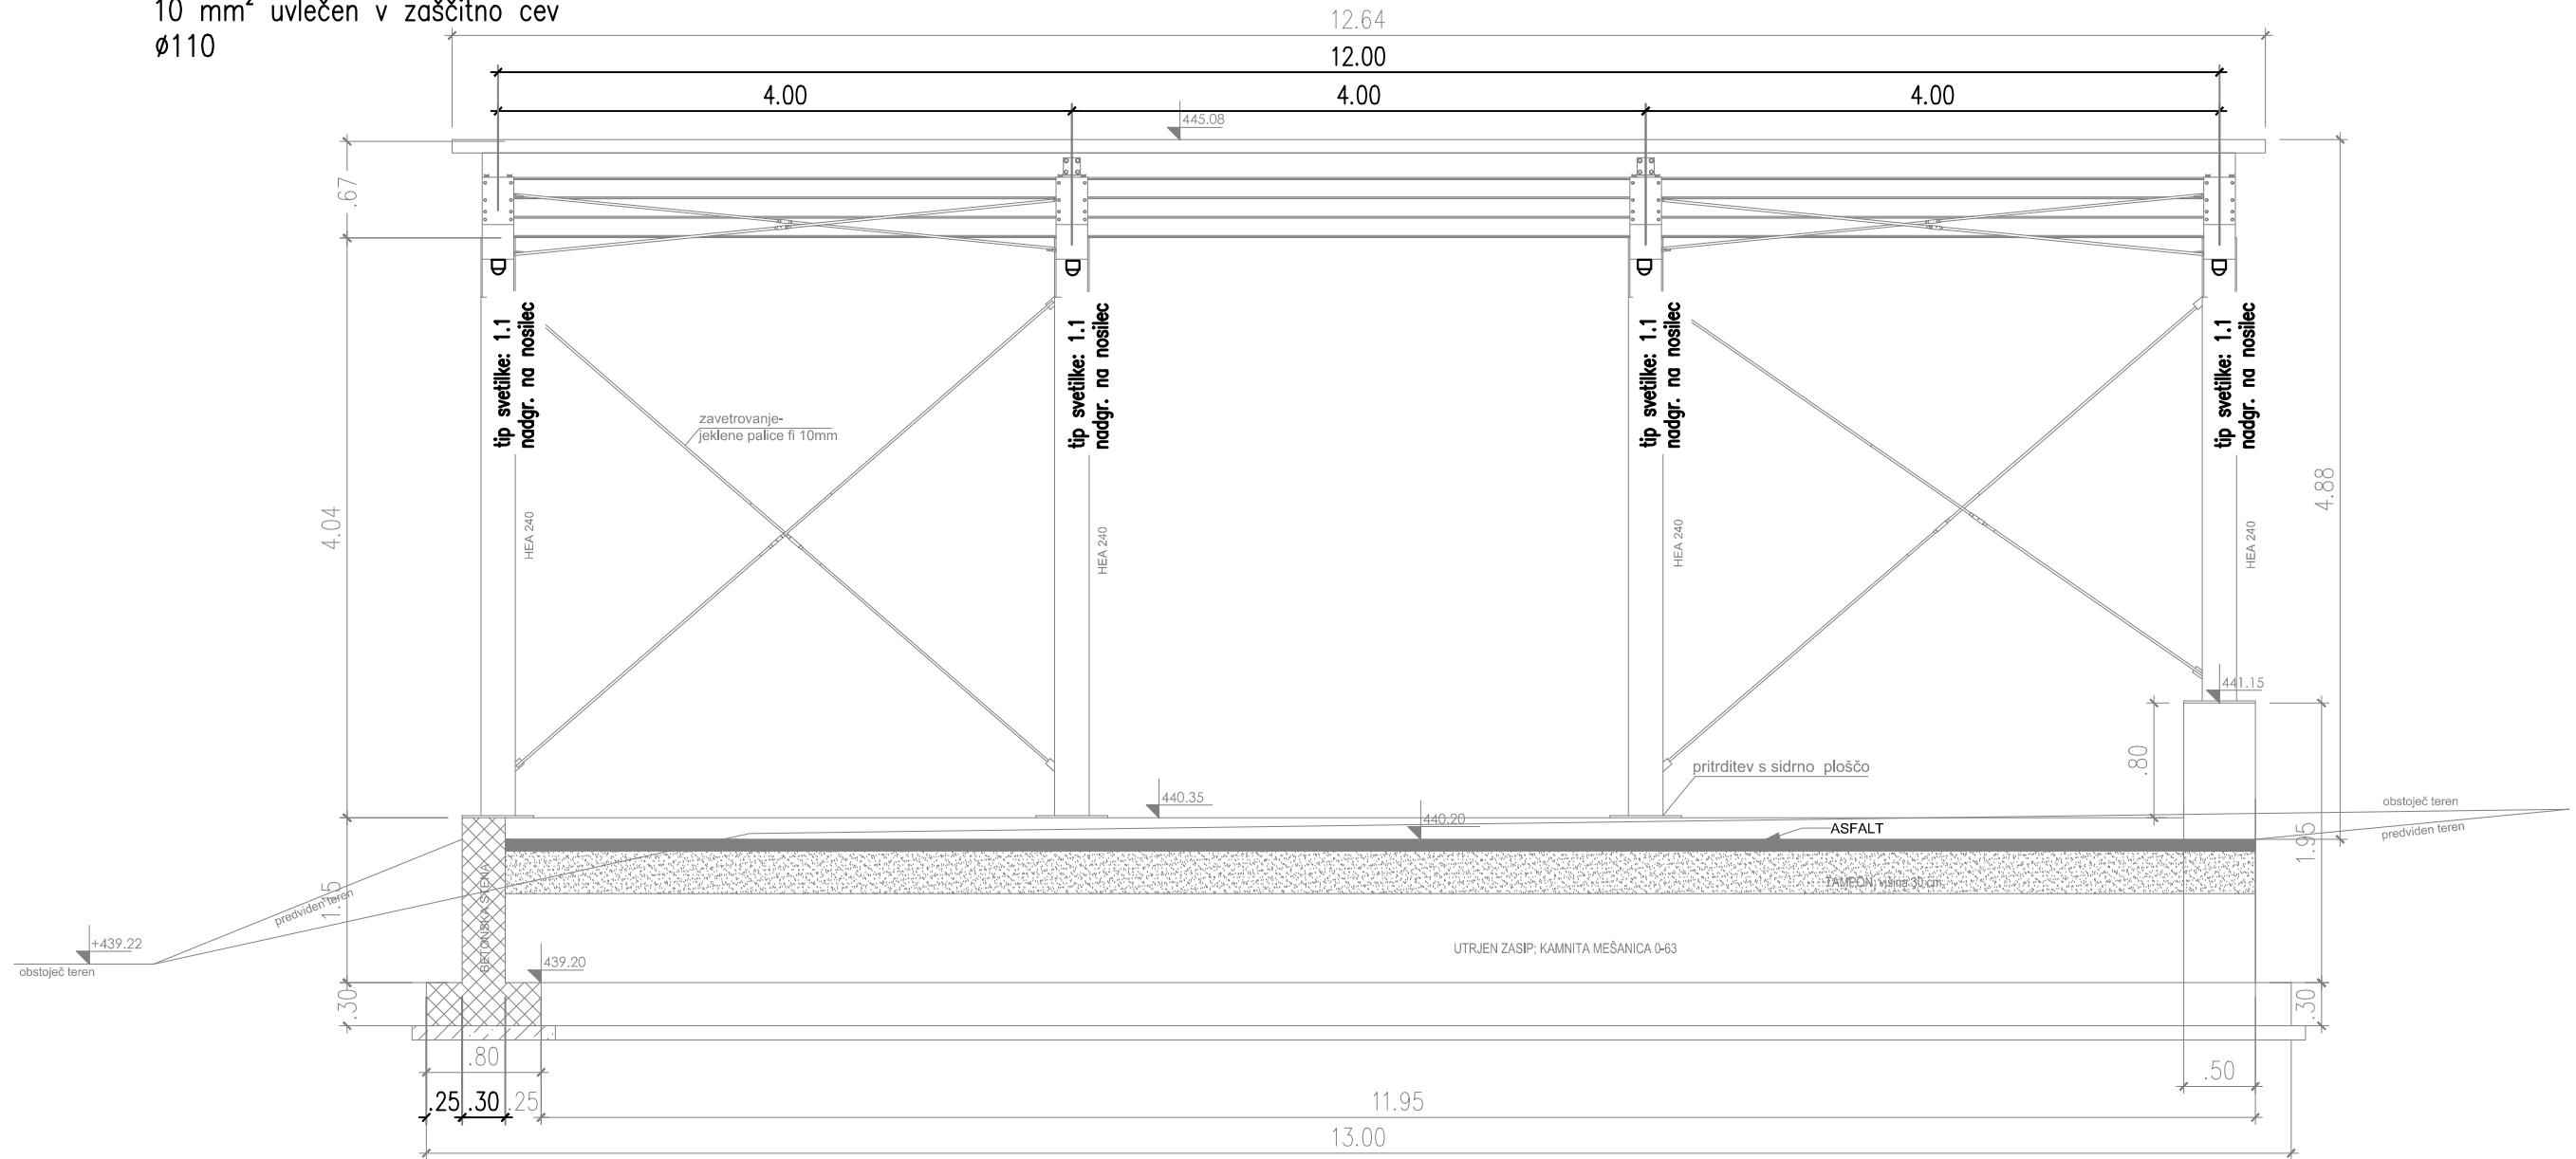 10 mm² uvlečen v zaščitno cev
ø110
12.64
12.00
4.00
4.00
4.00
445.08
.67
4.04
4.88
tip svetilke: 1.1
nadgr. na nosilec
tip svetilke: 1.1
nadgr. na nosilec
tip svetilke: 1.1
nadgr. na nosilec
tip svetilke: 1.1
nadgr. na nosilec
zavetrovanje-
jeklene palice fi 10mm
HEA 240
HEA 240
HEA 240
HEA 240
441.15
.80
pritrditev s sidrno ploščo
440.35
440.20
ASFALT
obstoječ teren
predviden teren
1.95
1.15
predviden teren
BETONSKA STENA
TAMPON, višina 30 cm
+439.22
obstoječ teren
439.20
UTRJEN ZASIP; KAMNITA MEŠANICA 0-63
.30
.30
.80
.50
.25
.30
.25
11.95
13.00